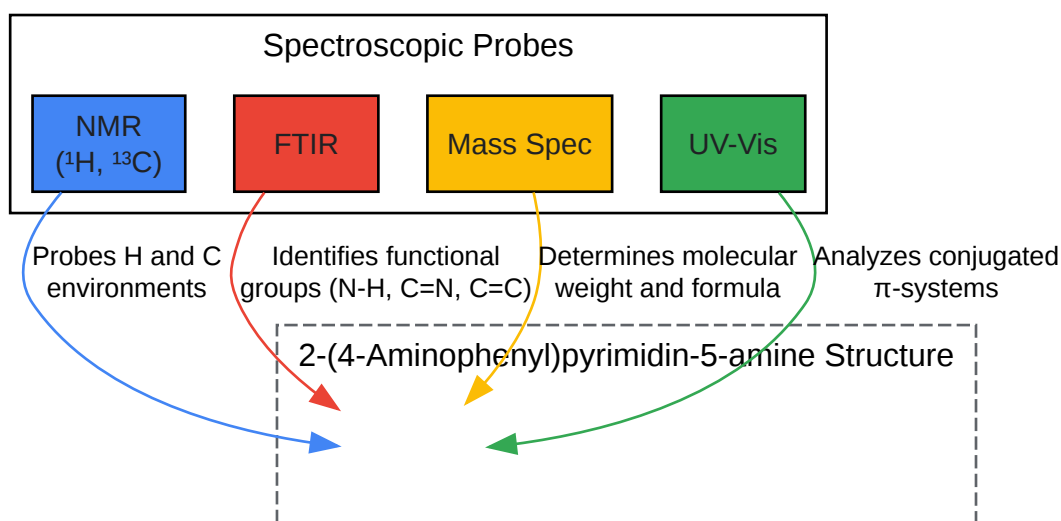 Spectroscopic Probes
NMR
(¹H, ¹³C)
FTIR
Mass Spec
UV-Vis
Probes H and C
environments
Identifies functional
groups (N-H, C=N, C=C)
Determines molecular
weight and formula
Analyzes conjugated
π-systems
2-(4-Aminophenyl)pyrimidin-5-amine Structure